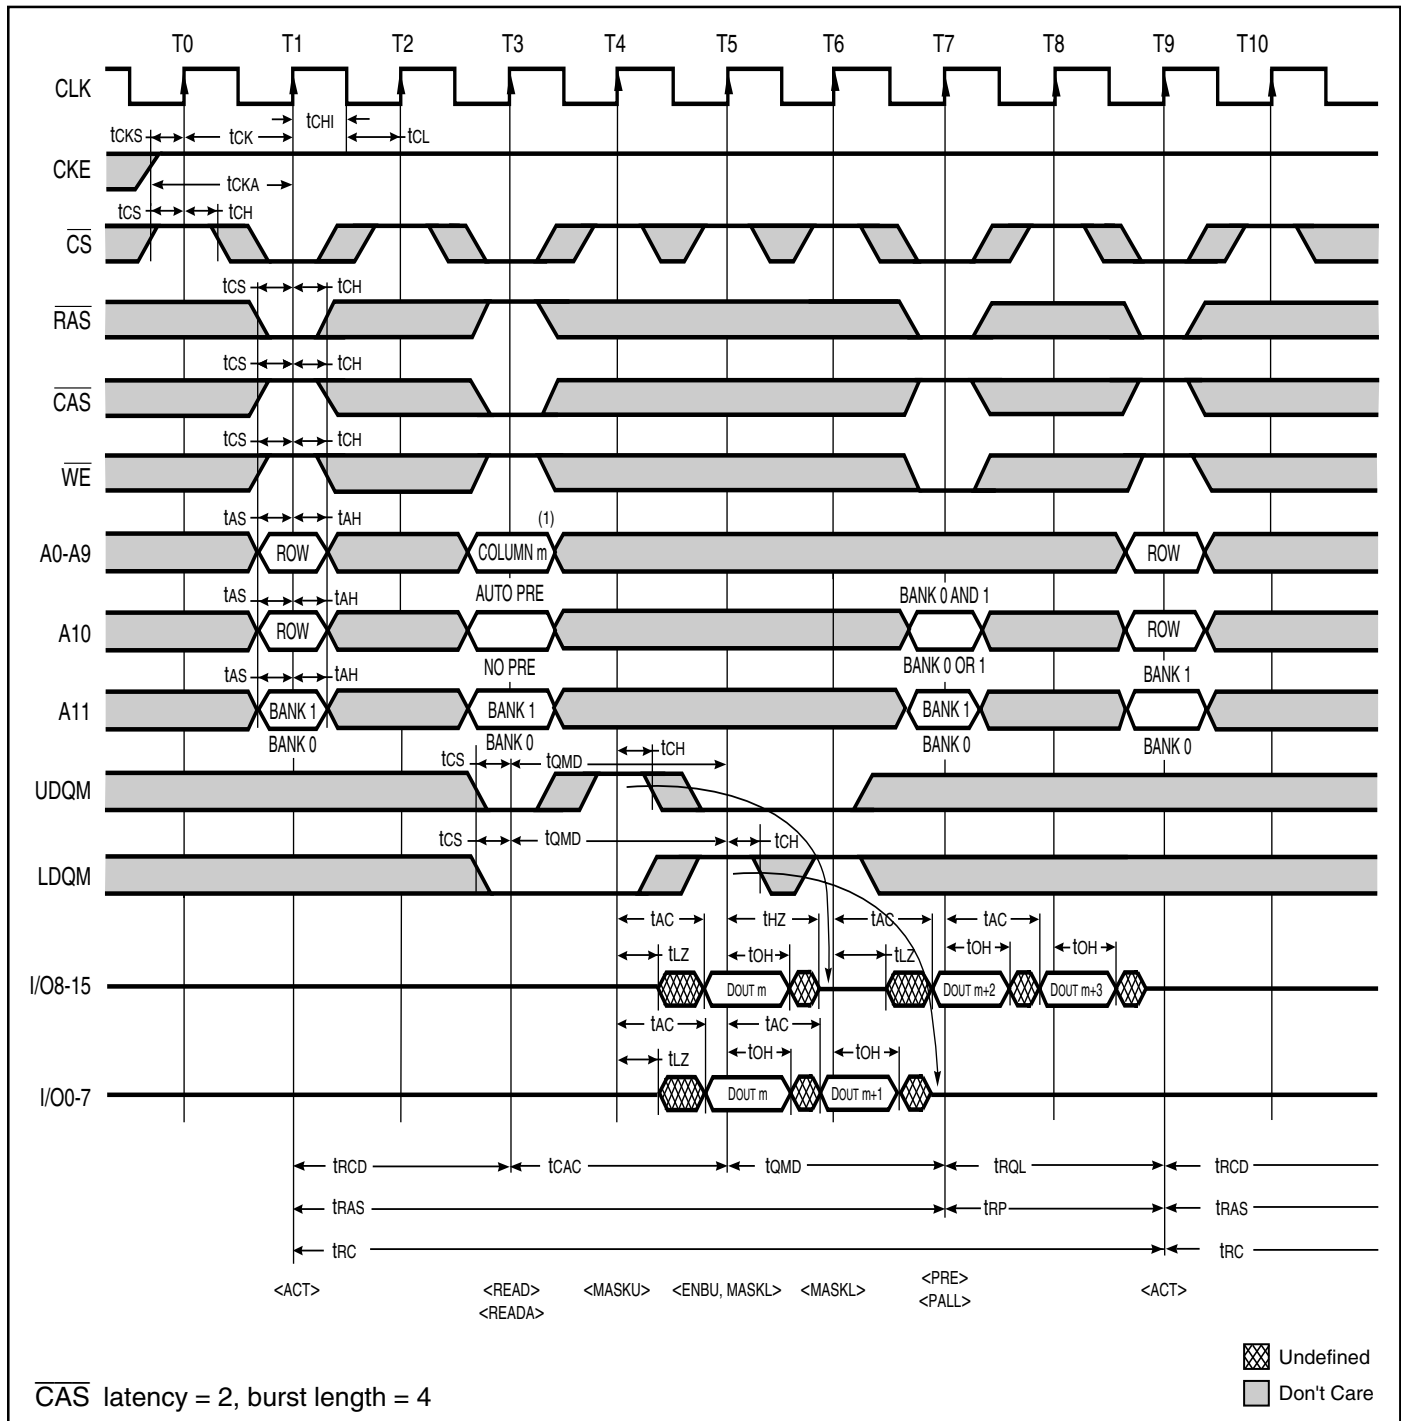 T0 T1 T2 T3 T4 T5 T6 T7 T8 T9 T10
CLK
tCHI
tCKS tCK tCL
CKE
tCKA
tCS tCH
CS
tCS tCH
RAS
tCS tCH
CAS
tCS tCH
WE
tAS tAH (1)
A0-A9 ROW COLUMN m ROW
tAS tAH AUTO PRE BANK 0 AND 1
A10 ROW ROW
tAS tAH NO PRE BANK 0 OR 1 BANK 1
A11 BANK 1 BANK 1 BANK 1
BANK 0 BANK 0 BANK 0 BANK 0
tCS tQMD tCH
UDQM
tCS tQMD tCH
LDQM
tAC tHZ tAC tAC
tLZ tOH tLZ tOH tOH
I/O8-15 DOUT m DOUT m+2 DOUT m+3
tAC tAC
tLZ tOH tOH
I/O0-7 DOUT m DOUT m+1
tRCD tCAC tQMD tRQL tRCD
tRAS tRP tRAS
tRC tRC
<ACT> <READ> <MASKU> <ENBU, MASKL> <MASKL> <PRE> <ACT>
<READA> <PALL>
Undefined
Don't Care
CAS latency = 2, burst length = 4